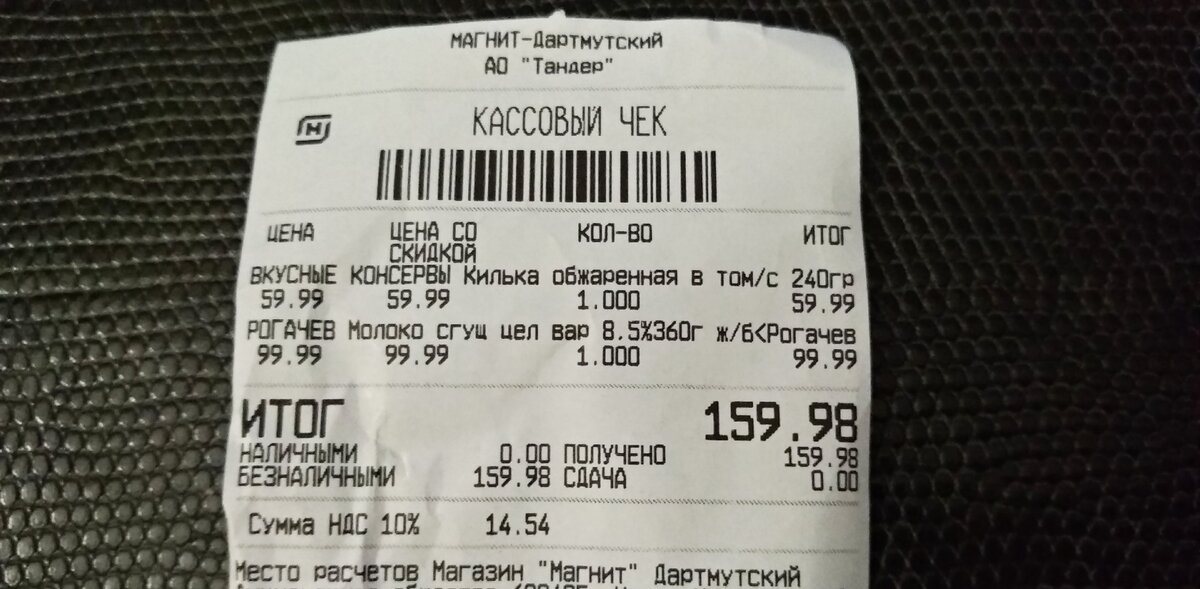 МАГНИТ-Дартмутский
АО "Тандер"
КАССОВЫЙ ЧЕК
ЦЕНА ЦЕНА СО СКИДКОЙ КОЛ-ВО ИТОГ
ВКУСНЫЕ КОНСЕРВЫ Килька обжаренная в том/с 240гр
59.99 59.99 1.000 59.99
РОГАЧЕВ Молоко сгущ цел вар 8.5%360г ж/б<Рогачев
99.99 99.99 1.000 99.99
ИТОГ 159.98
НАЛИЧНЫМИ 0.00 ПОЛУЧЕНО 159.98
БЕЗНАЛИЧНЫМИ 159.98 СДАЧА 0.00
Сумма НДС 10% 14.54
Место расчетов Магазин "Магнит" Дартмутский